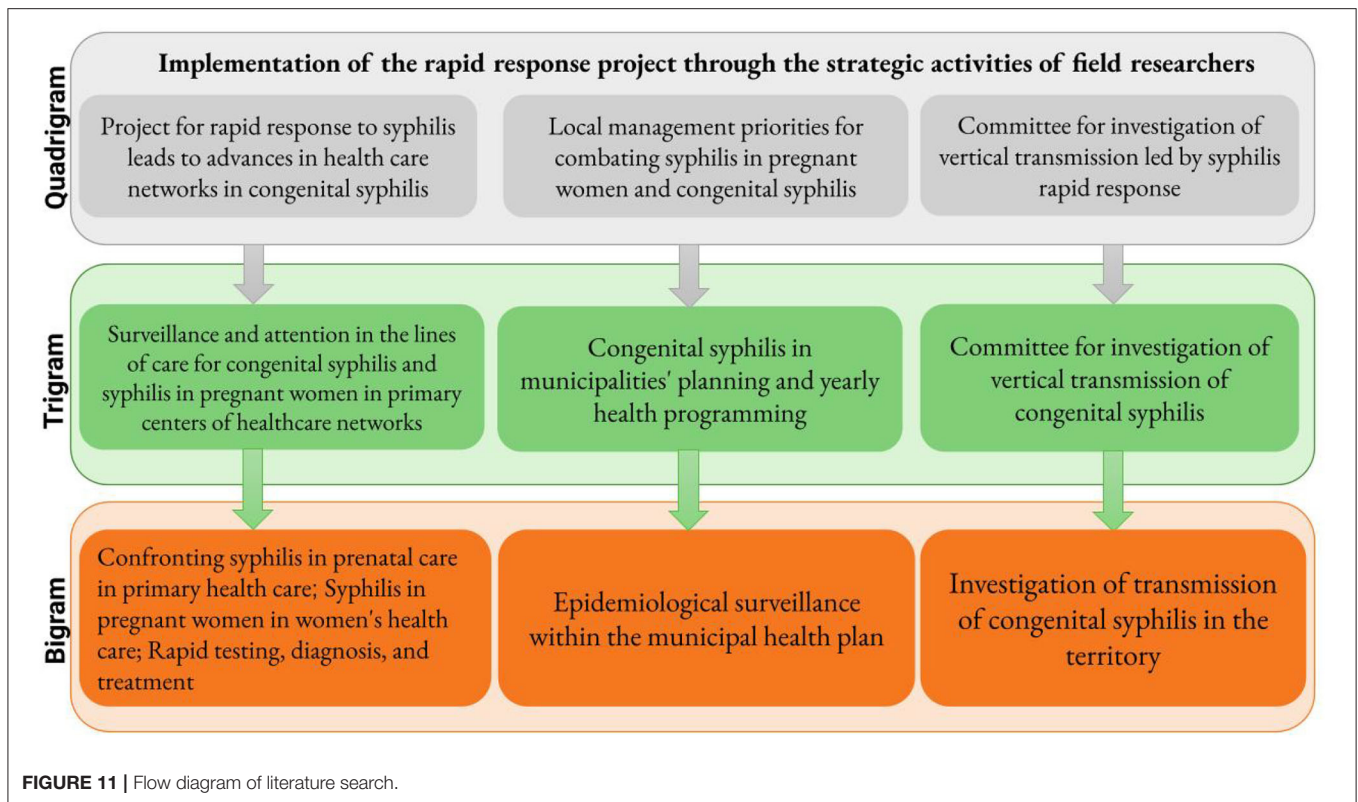 Quadrigram
Implementation of the rapid response project through the strategic activities of field researchers
Project for rapid response to syphilis
leads to advances in health care
networks in congenital syphilis
Local management priorities for
combating syphilis in pregnant
women and congenital syphilis
Committee for investigation of
vertical transmission led by syphilis
rapid response
Trigram
Surveillance and attention in the lines
of care for congenital syphilis and
syphilis in pregnant women in primary
centers of healthcare networks
Congenital syphilis in
municipalities' planning and yearly
health programming
Committee for investigation of
vertical transmission of
congenital syphilis
Bigram
Confronting syphilis in prenatal care
in primary health care; Syphilis in
pregnant women in women's health
care; Rapid testing, diagnosis, and
treatment
Epidemiological surveillance
within the municipal health plan
Investigation of transmission
of congenital syphilis in the
territory
FIGURE 11 | Flow diagram of literature search.